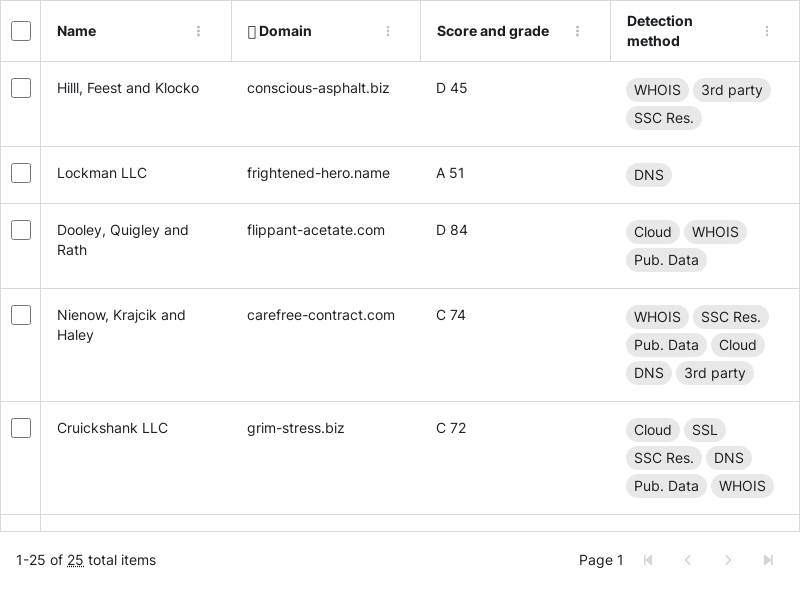 Name
Domain
Score and grade
Detection
method
Hilll, Feest and Klocko
conscious-asphalt.biz
D 45
WHOIS 3rd party
SSC Res.
Lockman LLC
frightened-hero.name
A 51
DNS
Dooley, Quigley and
Rath
flippant-acetate.com
D 84
Cloud WHOIS
Pub. Data
Nienow, Krajcik and
Haley
carefree-contract.com
C 74
WHOIS SSC Res.
Pub. Data Cloud
DNS 3rd party
Cruickshank LLC
grim-stress.biz
C 72
Cloud SSL
SSC Res. DNS
Pub. Data WHOIS
1-25 of 25 total items
Page 1